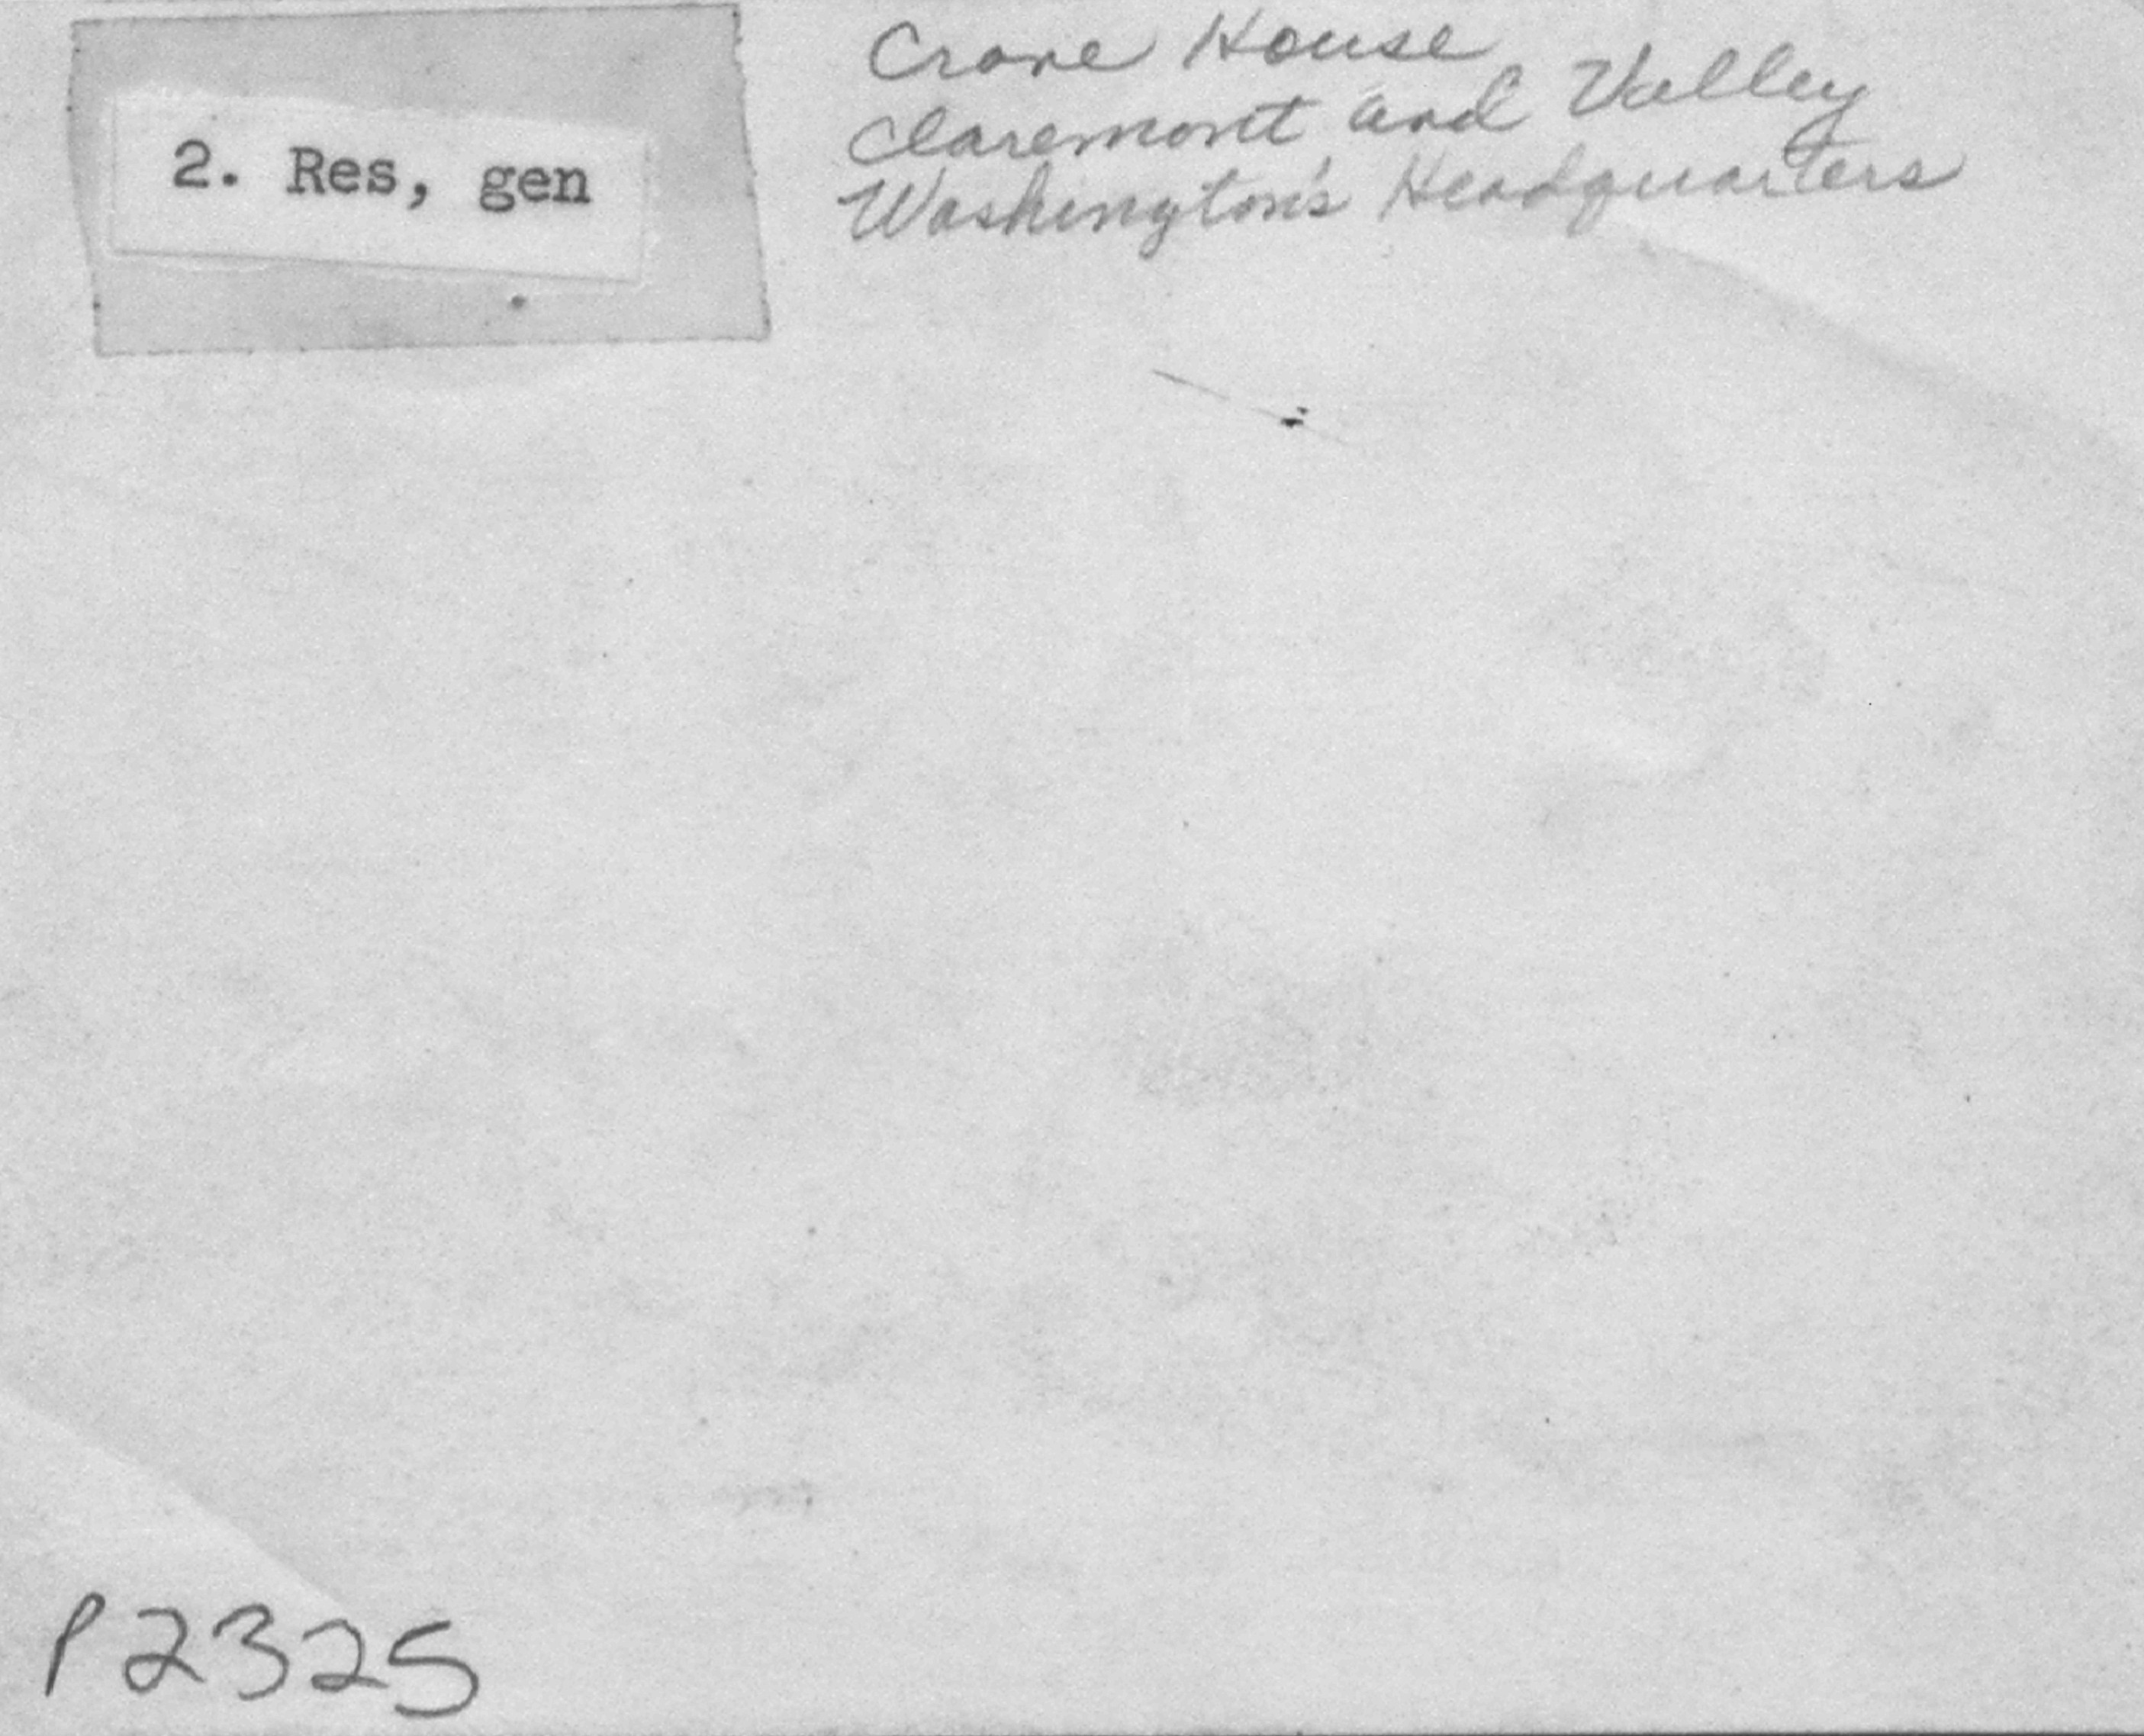 2. Res, gen
Crane House
Claremont and Valley
Washington's Headquarters
P2325